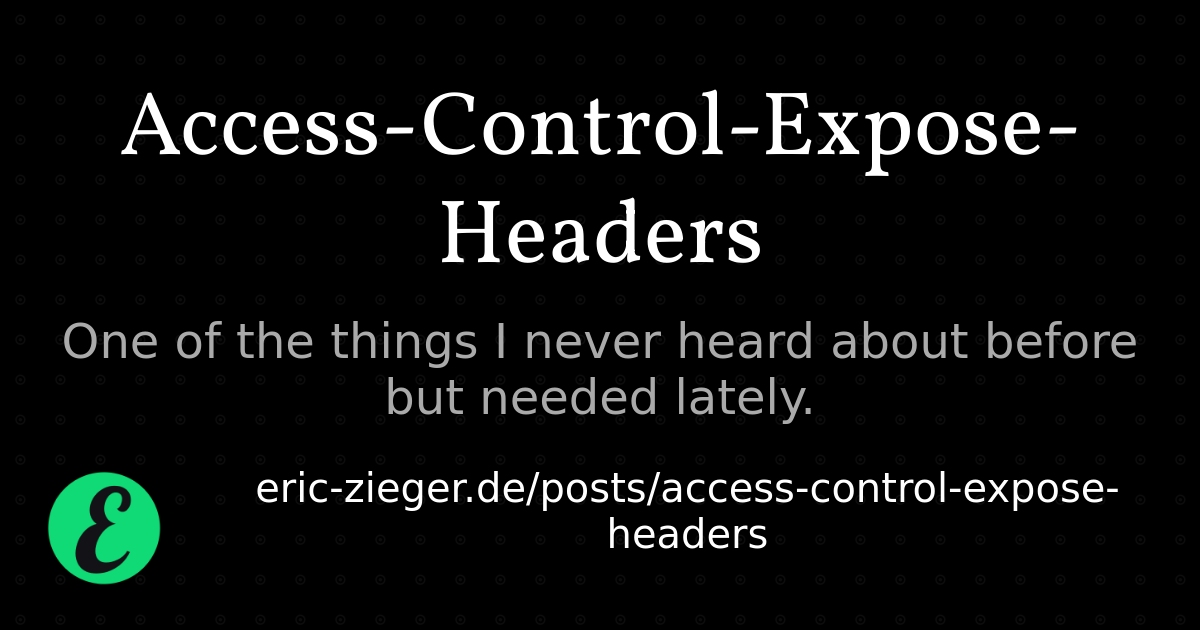 Access-Control-Expose-
Headers
One of the things I never heard about before
but needed lately.
E
eric-zieger.de/posts/access-control-expose-
headers